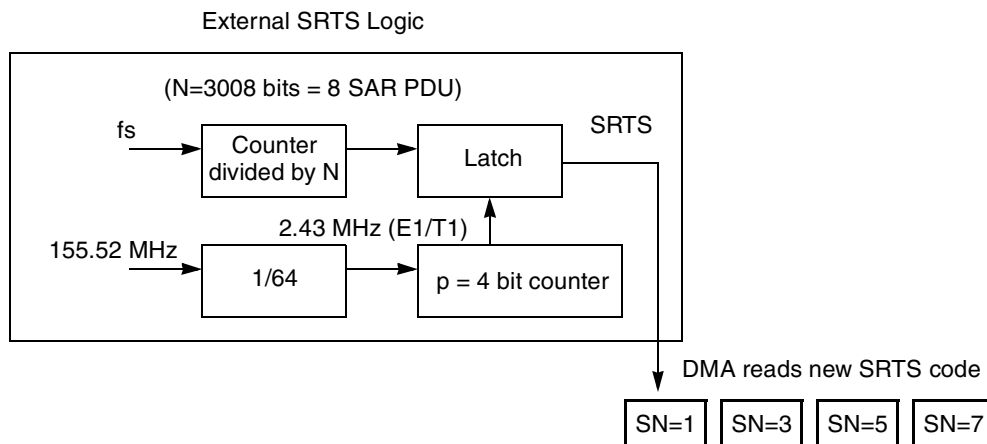 External SRTS Logic
(N=3008 bits = 8 SAR PDU)
fs
Counter
divided by N
Latch
SRTS
155.52 MHz
1/64
2.43 MHz (E1/T1)
p = 4 bit counter
DMA reads new SRTS code
SN=1
SN=3
SN=5
SN=7